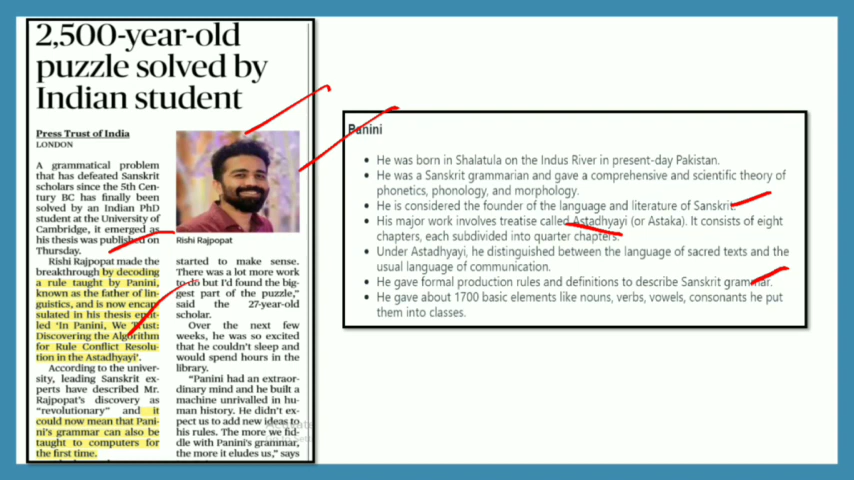 2,500-year-old
puzzle solved by
Indian student
Press Trust of India
LONDON
A grammatical problem
that has defeated Sanskrit
scholars since the 5th Cen-
tury BC has finally been
solved by an Indian PhD
student at the University of
Cambridge, it emerged as
his thesis was published on
Thursday.
Rishi Rajpopat made the
breakthrough by decoding
a rule taught by Panini,
known as the father of lin-
guistics, and is now encap
sulated in his thesis entit-
led 'In Panini, We Trust:
Discovering the Algorithm
for Rule Conflict Resolu-
tion in the Astadhyayi'.
According to the univer-
sity, leading Sanskrit ex-
perts have described Mr.
Rajpopat's discovery as
"revolutionary" and it
could now mean that Pani-
ni's grammar can also be
taught to computers for
the first time.
Rishi Rajpopat
started to make sense.
There was a lot more work
to do but I'd found the big-
gest part of the puzzle,"
said the 27-year-old
scholar.
Over the next few
weeks, he was so excited
that he couldn't sleep and
would spend hours in the
library.
"Panini had an extraor-
dinary mind and he built a
machine unrivalled in hu-
man history. He didn't ex-
pect us to add new ideas to
his rules. The more we fid-
dle with Panini's grammar,
the more it eludes us," says
Panini
• He was born in Shalatula on the Indus River in present-day Pakistan.
• He was a Sanskrit grammarian and gave a comprehensive and scientific theory of
phonetics, phonology, and morphology.
• He is considered the founder of the language and literature of Sanskrit.
• His major work involves treatise called Astadhyayi (or Astaka). It consists of eight
chapters, each subdivided into quarter chapters.
• Under Astadhyayi, he distinguished between the language of sacred texts and the
usual language of communication.
• He gave formal production rules and definitions to describe Sanskrit grammar.
• He gave about 1700 basic elements like nouns, verbs, vowels, consonants he put
them into classes.